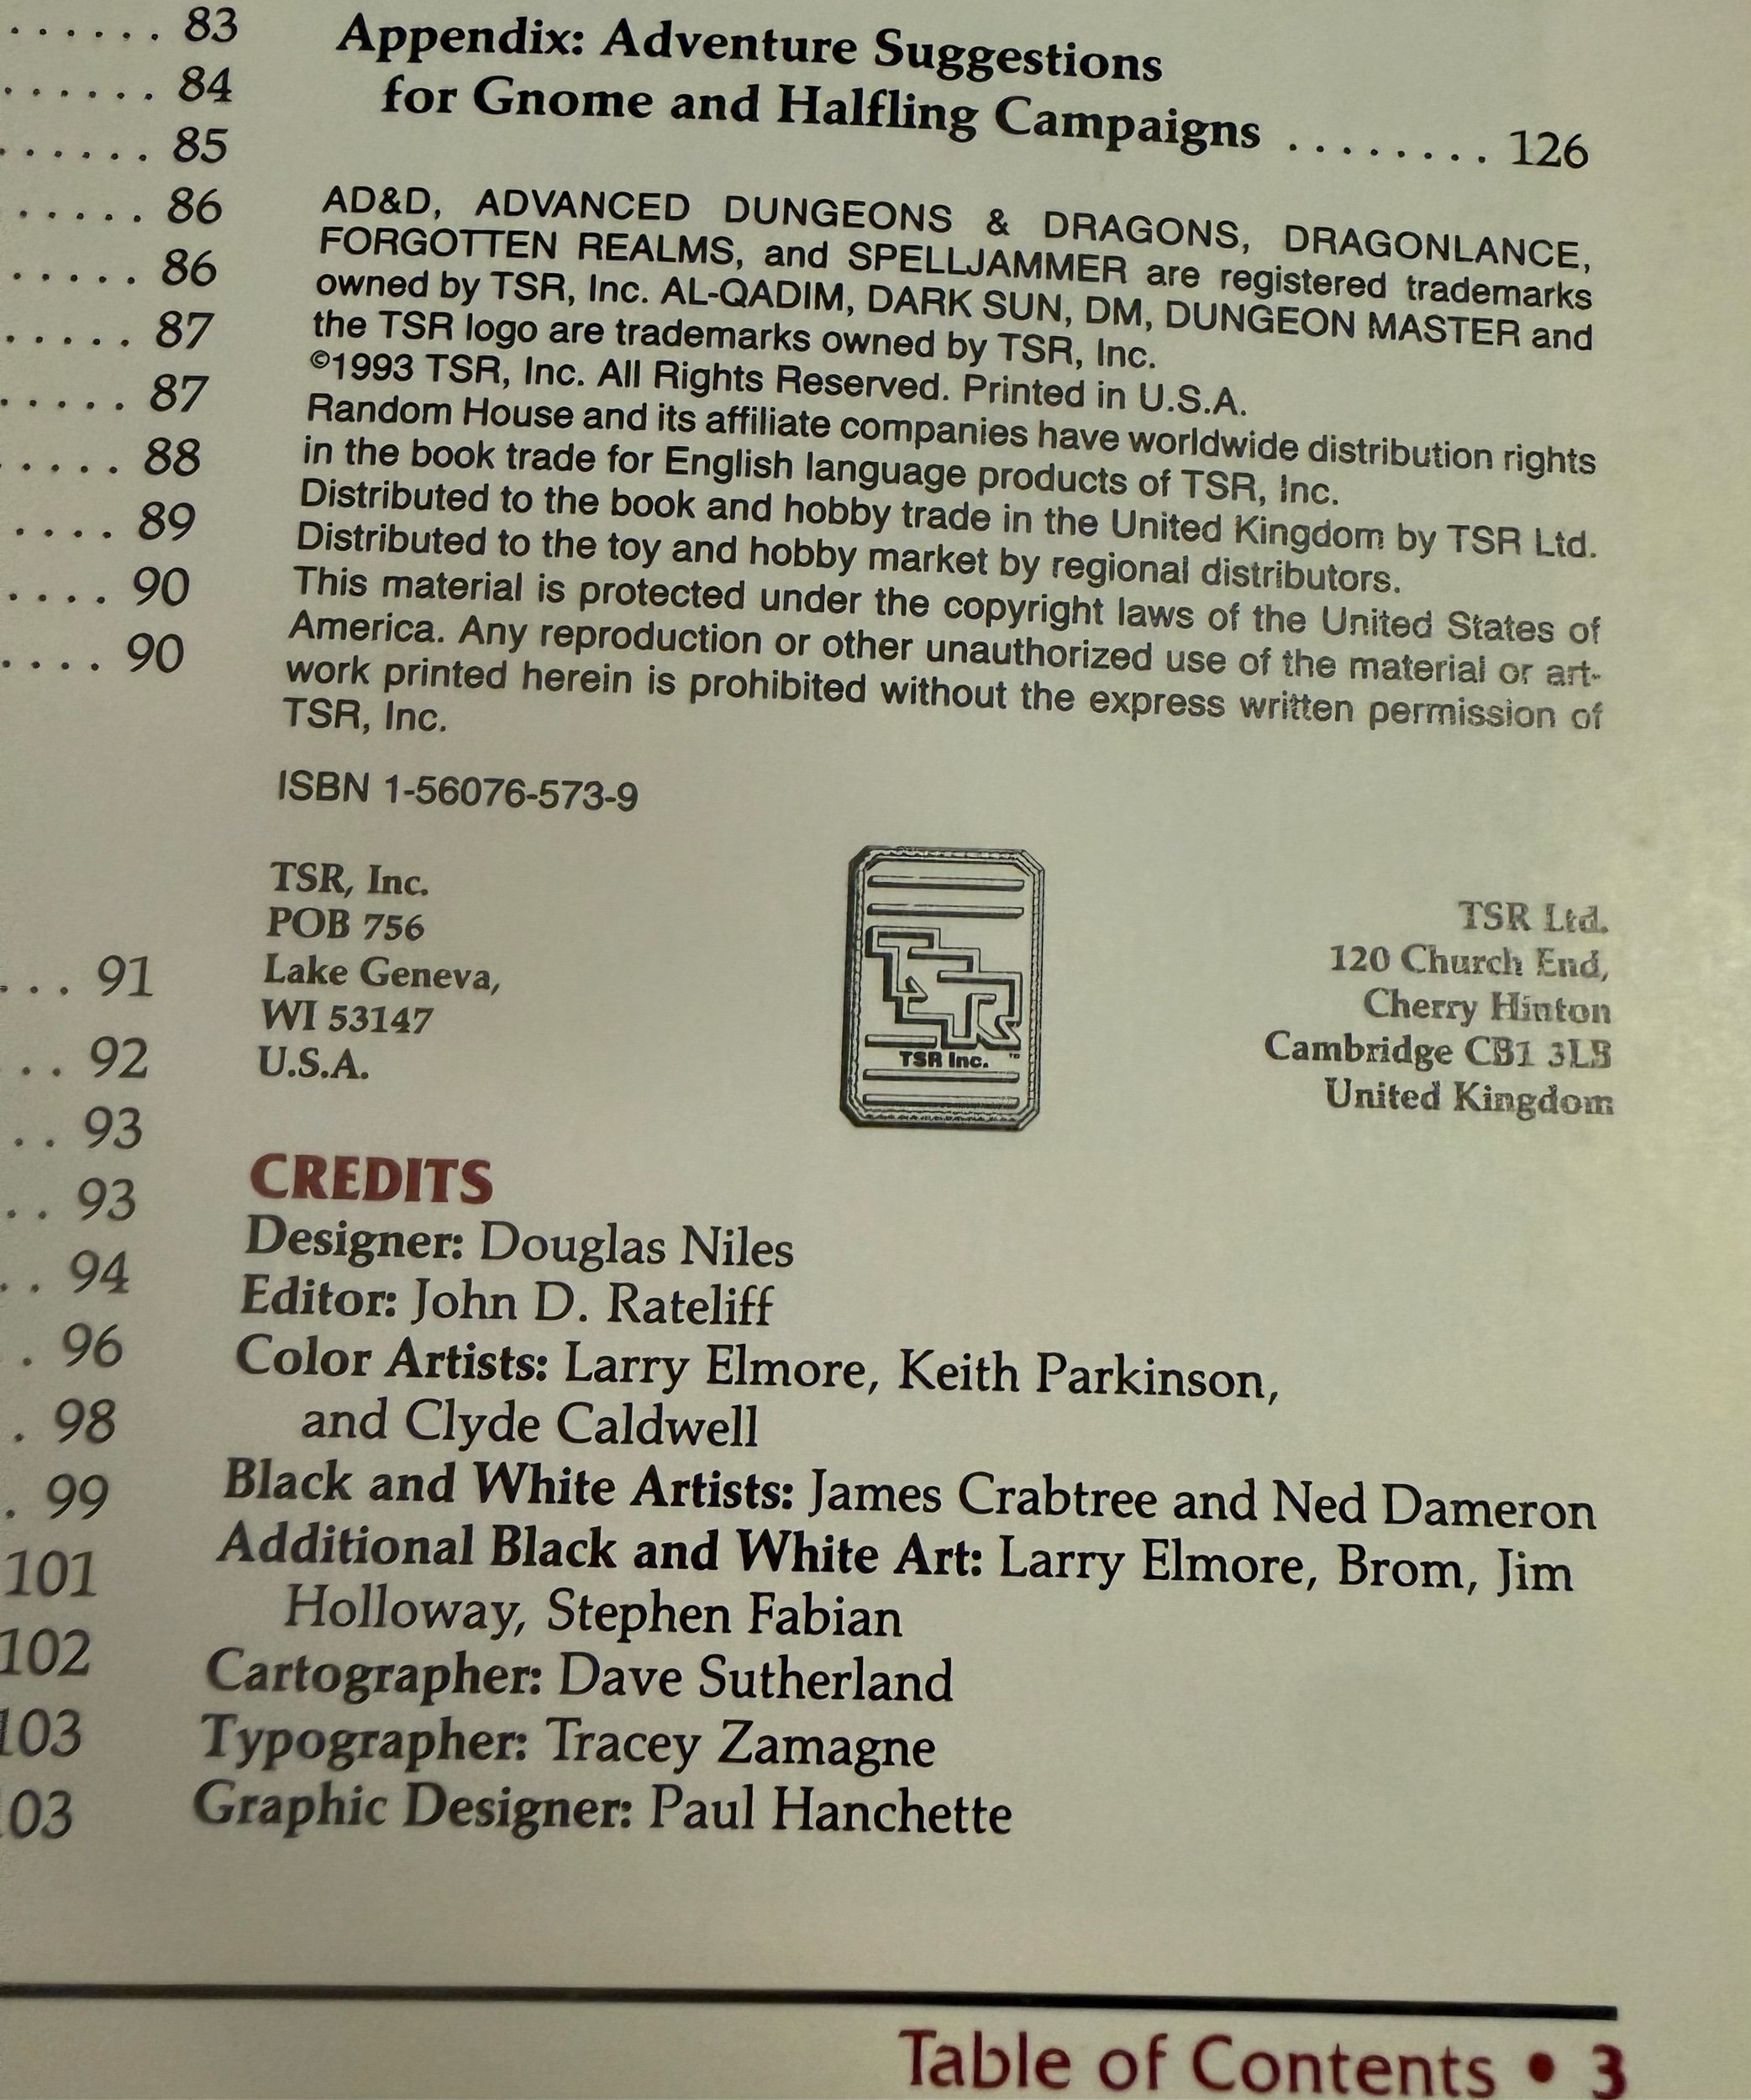 ...... 83
...... 84
...... 85
...... 86
...... 86
..... 87
..... 87
..... 88
.... 89
.... 90
.... 90
... 91
.. 92
.. 93
.. 93
.. 94
. 96
. 98
. 99
101
102
103
03
Appendix: Adventure Suggestions
for Gnome and Halfling Campaigns ........ 126
AD&D, ADVANCED DUNGEONS & DRAGONS, DRAGONLANCE,
FORGOTTEN REALMS, and SPELLJAMMER are registered trademarks
owned by TSR, Inc. AL-QADIM, DARK SUN, DM, DUNGEON MASTER and
the TSR logo are trademarks owned by TSR, Inc.
©1993 TSR, Inc. All Rights Reserved. Printed in U.S.A.
Random House and its affiliate companies have worldwide distribution rights
in the book trade for English language products of TSR, Inc.
Distributed to the book and hobby trade in the United Kingdom by TSR Ltd.
Distributed to the toy and hobby market by regional distributors.
This material is protected under the copyright laws of the United States of
America. Any reproduction or other unauthorized use of the material or art-
work printed herein is prohibited without the express written permission of
TSR, Inc.
ISBN 1-56076-573-9
TSR, Inc.
POB 756
Lake Geneva,
WI 53147
U.S.A.
TSR
TSR Inc. ™
TSR Ltd.
120 Church End,
Cherry Hinton
Cambridge CB1 3LB
United Kingdom
CREDITS
Designer: Douglas Niles
Editor: John D. Rateliff
Color Artists: Larry Elmore, Keith Parkinson,
and Clyde Caldwell
Black and White Artists: James Crabtree and Ned Dameron
Additional Black and White Art: Larry Elmore, Brom, Jim
Holloway, Stephen Fabian
Cartographer: Dave Sutherland
Typographer: Tracey Zamagne
Graphic Designer: Paul Hanchette
Table of Contents • 3